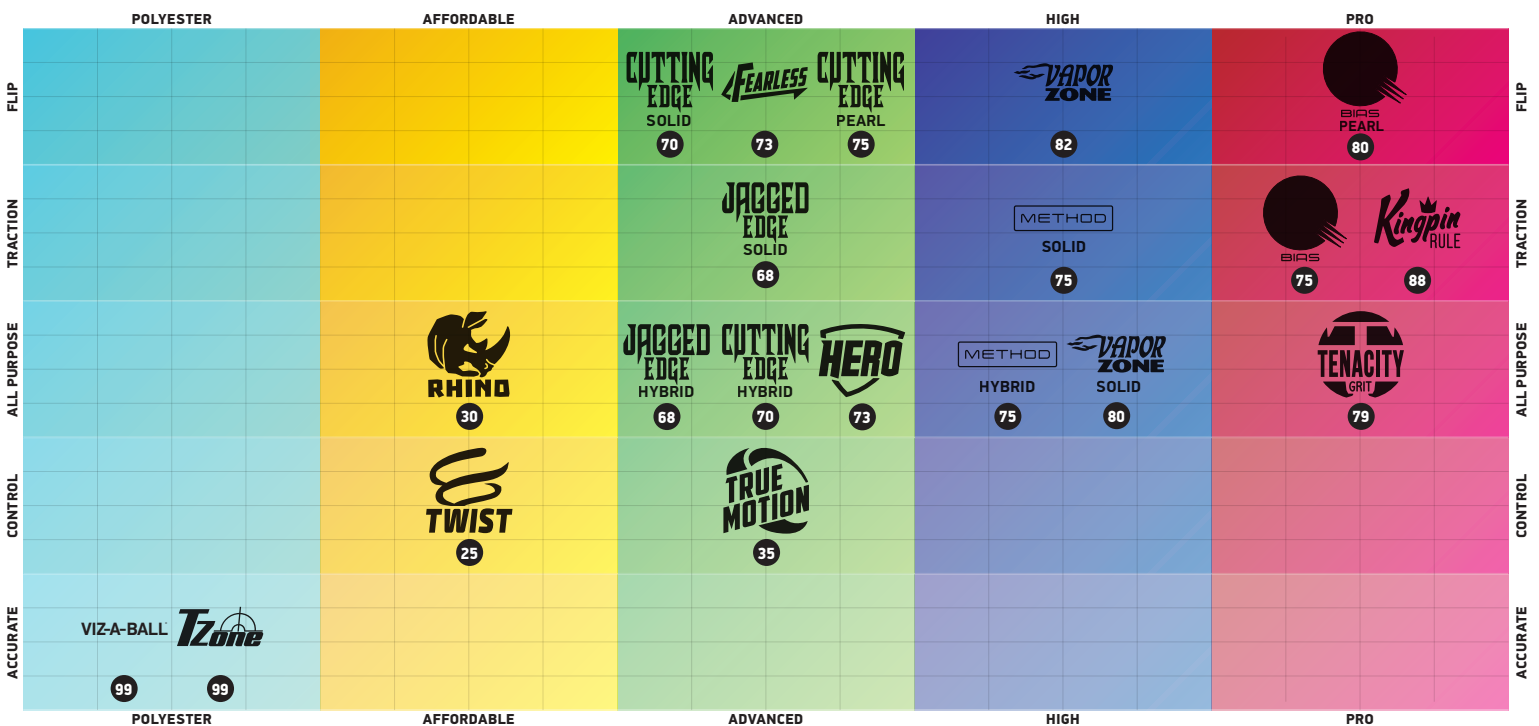 POLYESTER AFFORDABLE ADVANCED HIGH PRO
FLIP
CUTTING EDGE
SOLID
70
FEARLESS
73
CUTTING EDGE
PEARL
75
VAPOR
ZONE
82
BIAS
PEARL
80
FLIP
TRACTION
JAGGED
EDGE
SOLID
68
METHOD
SOLID
75
BIAS
75
Kingpin
RULE
88
TRACTION
ALL PURPOSE
RHINO
30
JAGGED
EDGE
HYBRID
68
CUTTING
EDGE
HYBRID
70
HERO
73
METHOD
HYBRID
75
VAPOR
ZONE
SOLID
80
TENACITY
GRIT
79
ALL PURPOSE
CONTROL
TWIST
25
TRUE
MOTION
35
CONTROL
ACCURATE
VIZ-A-BALL
99
TZone
99
ACCURATE
POLYESTER AFFORDABLE ADVANCED HIGH PRO